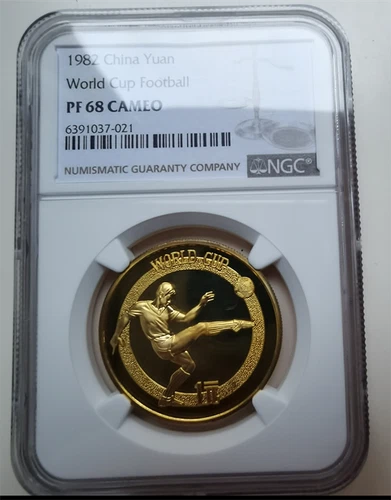 1982 China Yuan
World Cup Football
PF 68 CAMEO
6391037-021
NUMISMATIC GUARANTY COMPANY NGC
WORLD CUP
1元